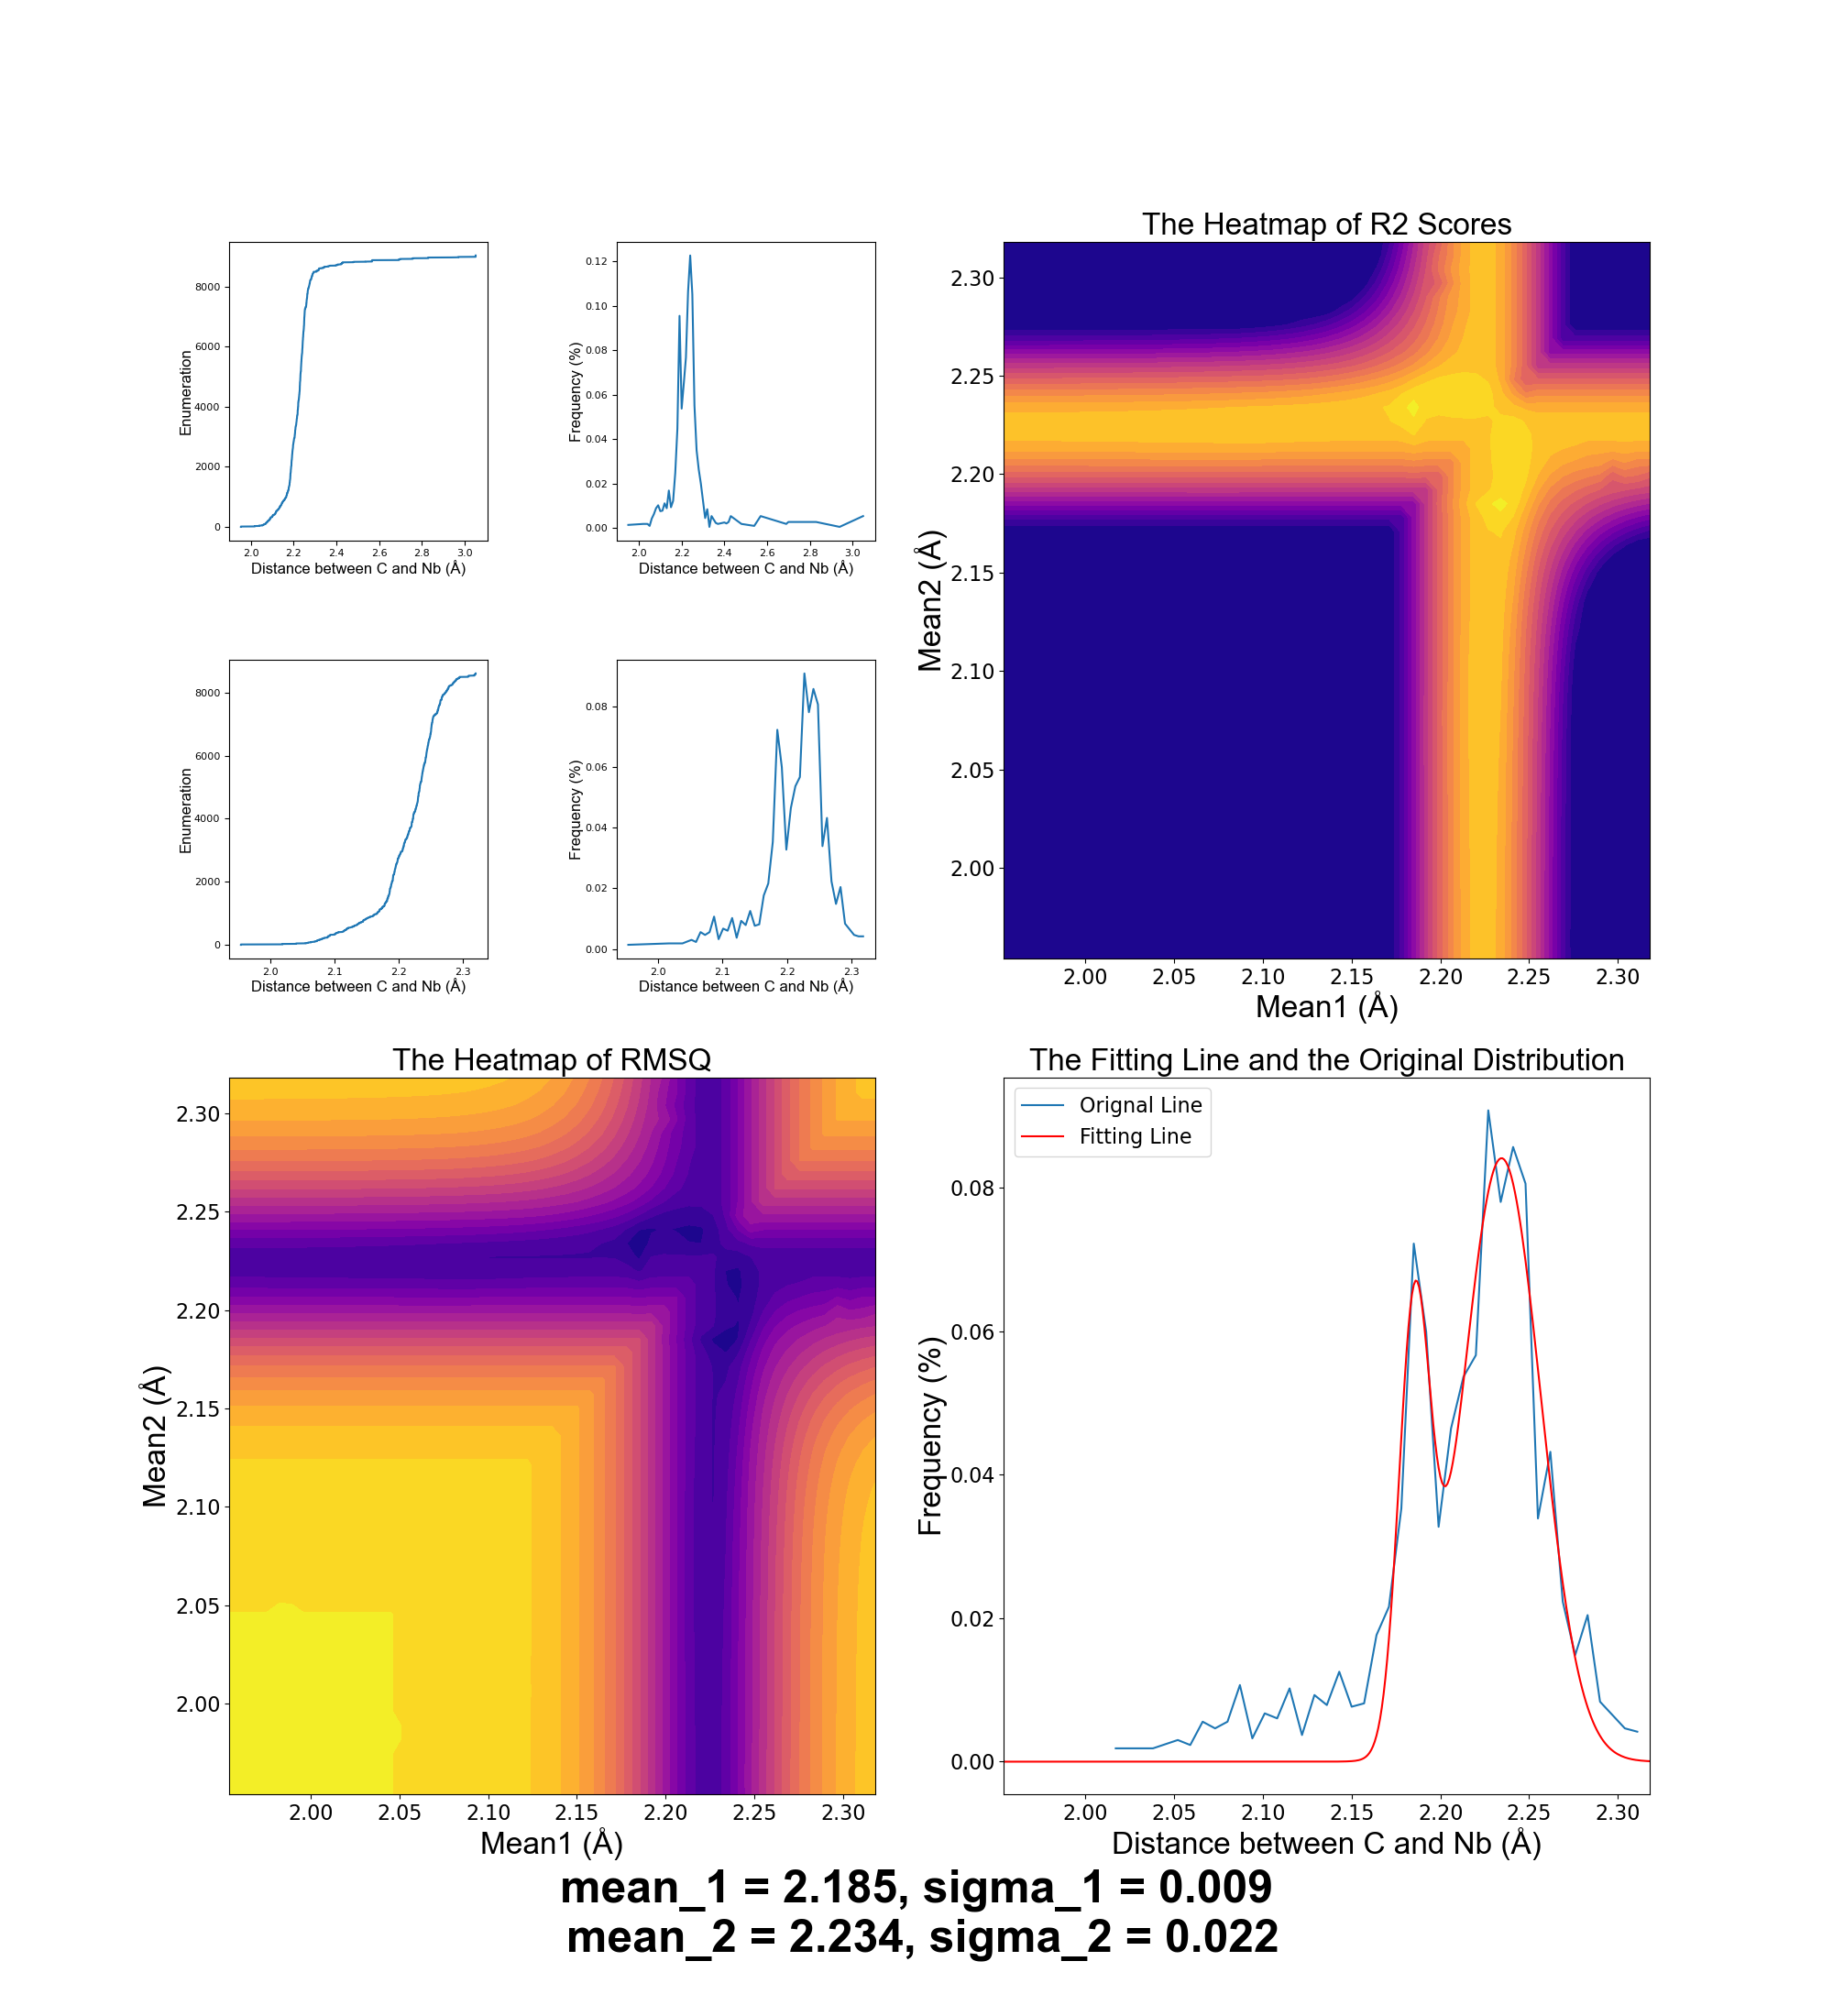 8000
6000
4000
2000
0
Enumeration
2.0 2.2 2.4 2.6 2.8 3.0
Distance between C and Nb (Å)
0.12
0.10
0.08
0.06
0.04
0.02
0.00
Frequency (%)
2.0 2.2 2.4 2.6 2.8 3.0
Distance between C and Nb (Å)
The Heatmap of R2 Scores
2.30
2.25
2.20
2.15
2.10
2.05
2.00
Mean2 (Å)
2.00 2.05 2.10 2.15 2.20 2.25 2.30
Mean1 (Å)
8000
6000
4000
2000
0
Enumeration
2.0 2.1 2.2 2.3
Distance between C and Nb (Å)
0.08
0.06
0.04
0.02
0.00
Frequency (%)
2.0 2.1 2.2 2.3
Distance between C and Nb (Å)
The Heatmap of RMSQ
2.30
2.25
2.20
2.15
2.10
2.05
2.00
Mean2 (Å)
2.00 2.05 2.10 2.15 2.20 2.25 2.30
Mean1 (Å)
The Fitting Line and the Original Distribution
Orignal Line
Fitting Line
0.08
0.06
0.04
0.02
0.00
Frequency (%)
2.00 2.05 2.10 2.15 2.20 2.25 2.30
Distance between C and Nb (Å)
mean_1 = 2.185, sigma_1 = 0.009
mean_2 = 2.234, sigma_2 = 0.022